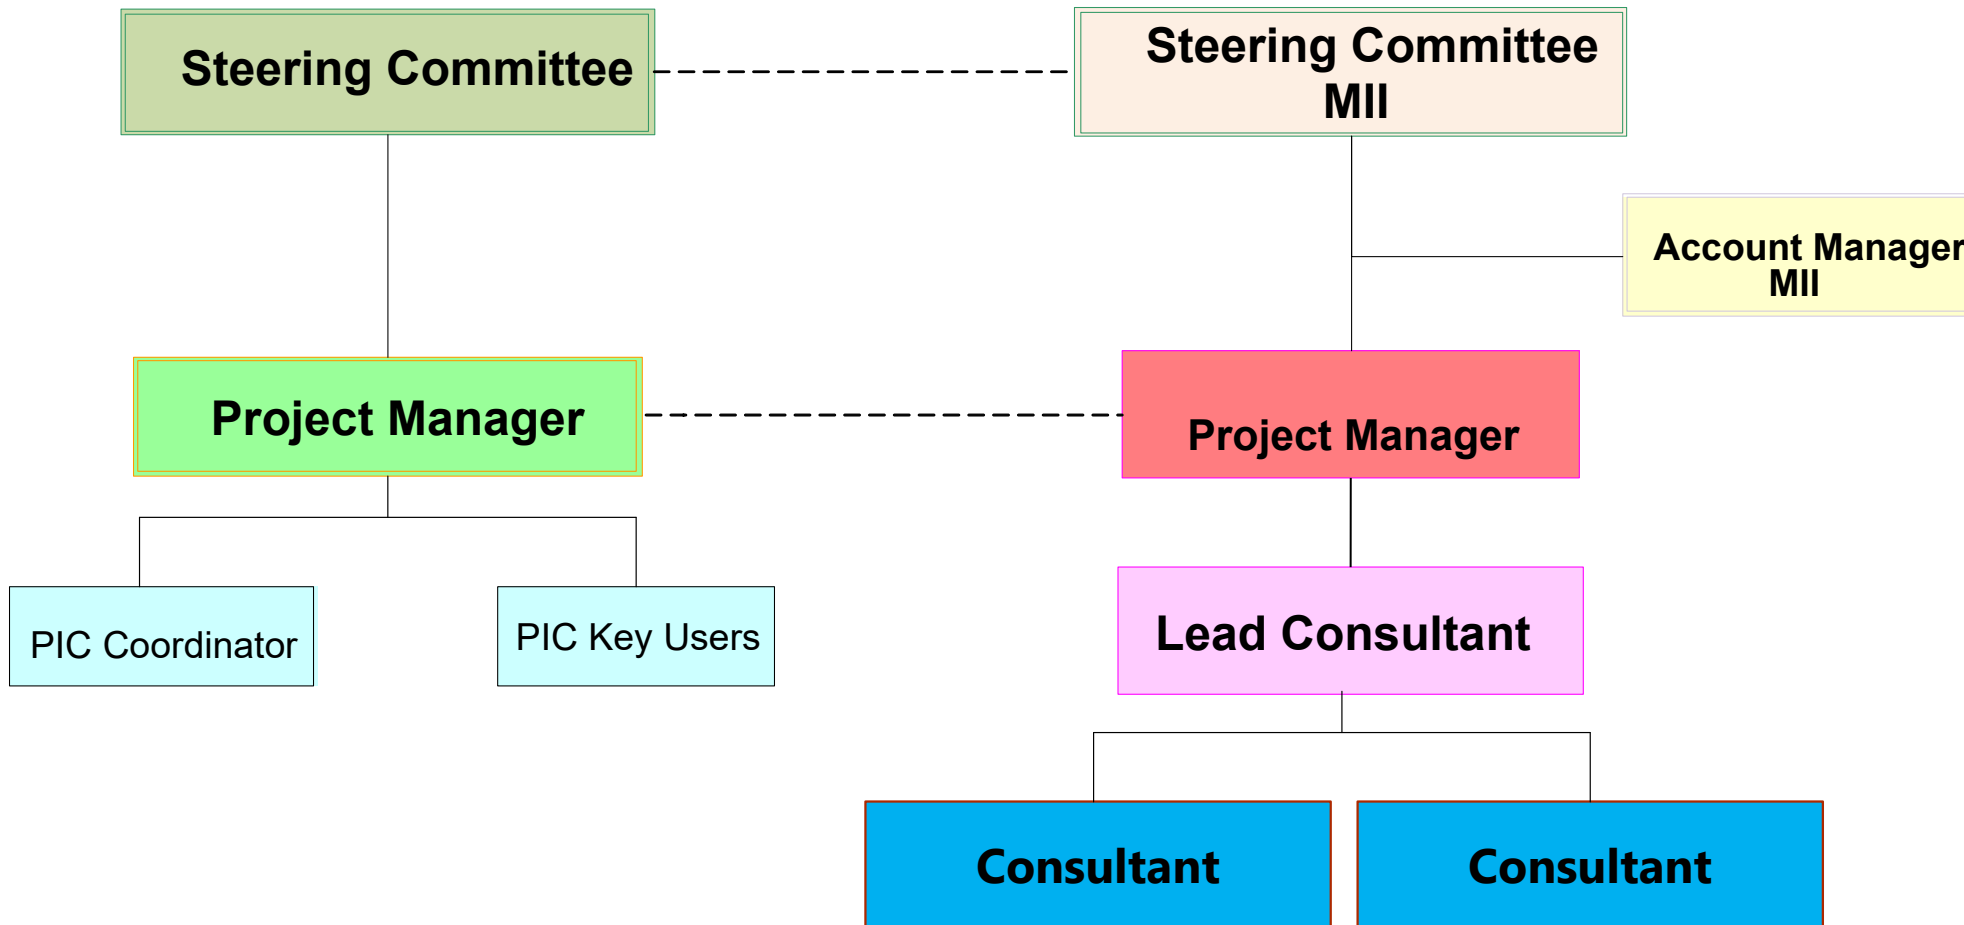 Steering Committee
Steering Committee
MII
Account Manager
MII
Project Manager
Project Manager
PIC Coordinator
PIC Key Users
Lead Consultant
Consultant
Consultant